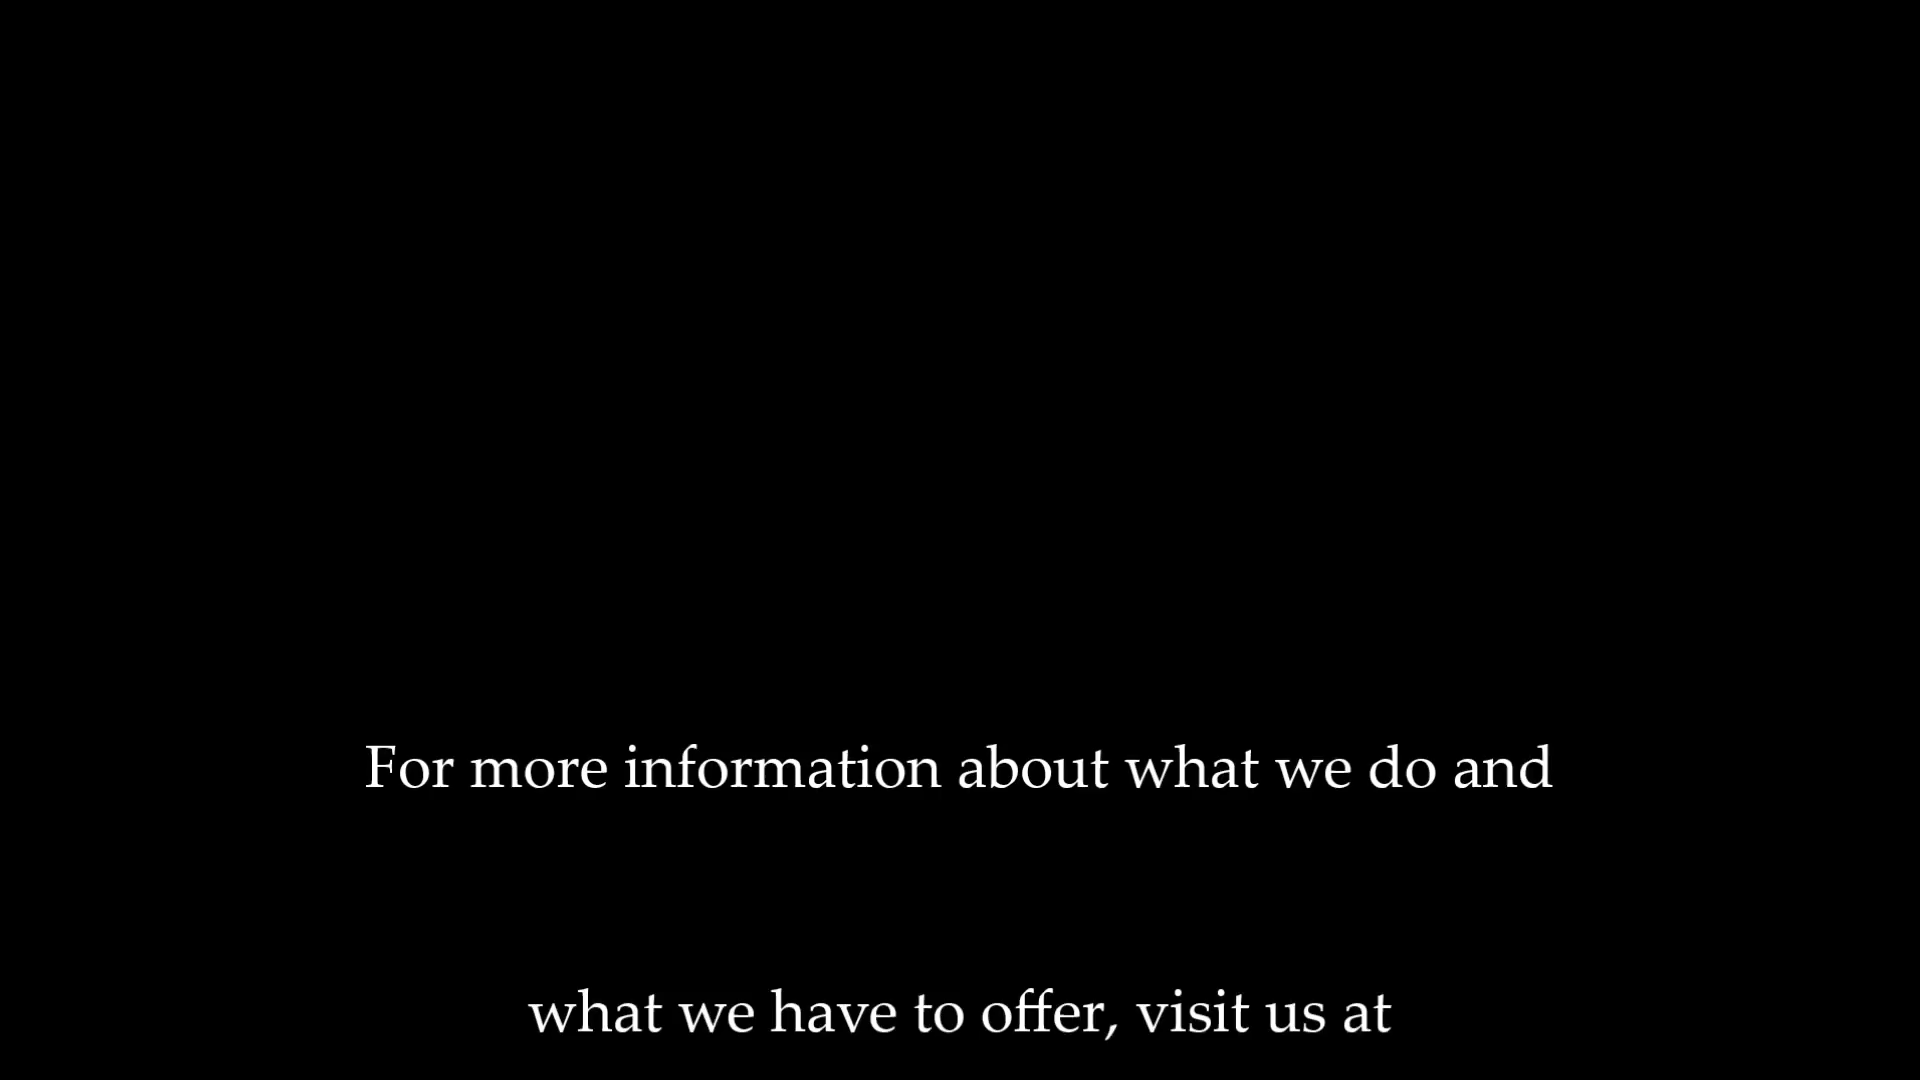 For more information about what we do and
what we have to offer, visit us at